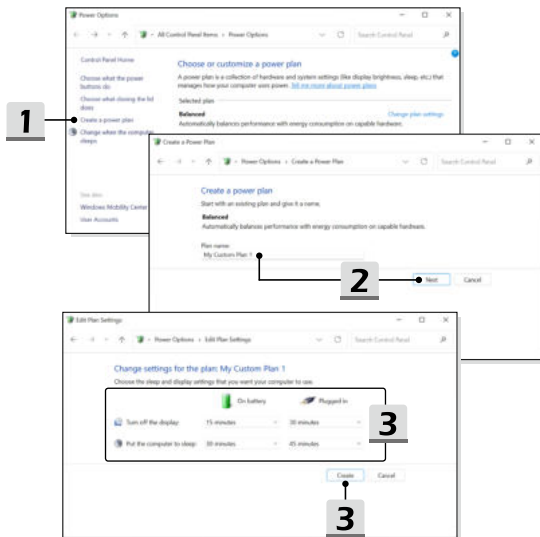 Power Options
All Control Panel Items › Power Options
Search Control Panel
Control Panel Home
Choose what the power
buttons do
Choose what closing the lid
does
Create a power plan
Change when the computer
sleeps
See also
Windows Mobility Center
User Accounts
Choose or customize a power plan
A power plan is a collection of hardware and system settings (like display brightness, sleep, etc.) that
manages how your computer uses power. Tell me more about power plans
Selected plan
Balanced
Change plan settings
Automatically balances performance with energy consumption on capable hardware.
1
Create a Power Plan
Power Options › Create a Power Plan
Search Control Panel
Create a power plan
Start with an existing plan and give it a name.
Balanced
Automatically balances performance with energy consumption on capable hardware.
Plan name:
My Custom Plan 1
2
Next
Cancel
Edit Plan Settings
Power Options › Edit Plan Settings
Search Control Panel
Change settings for the plan: My Custom Plan 1
Choose the sleep and display settings that you want your computer to use.
On battery
Plugged in
Turn off the display:
15 minutes
30 minutes
Put the computer to sleep:
30 minutes
45 minutes
3
Create
Cancel
3